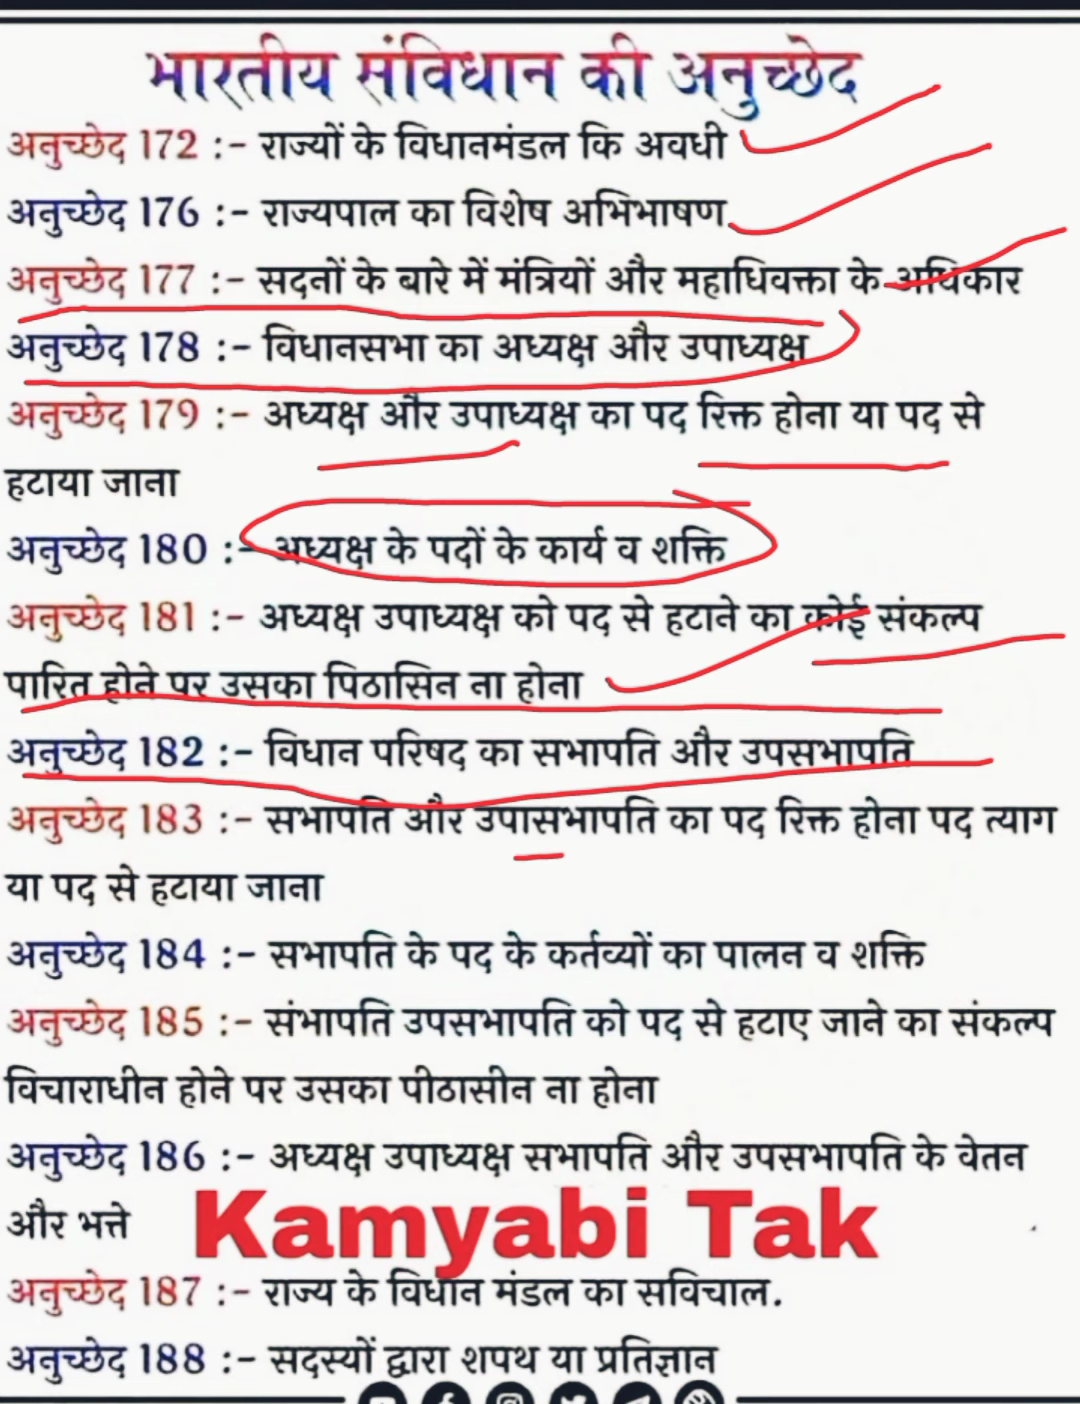 भारतीय संविधान की अनुच्छेद
अनुच्छेद 172 :- राज्यों के विधानमंडल कि अवधी
अनुच्छेद 176 :- राज्यपाल का विशेष अभिभाषण
अनुच्छेद 177 :- सदनों के बारे में मंत्रियों और महाधिवक्ता के अधिकार
अनुच्छेद 178 :- विधानसभा का अध्यक्ष और उपाध्यक्ष
अनुच्छेद 179 :- अध्यक्ष और उपाध्यक्ष का पद रिक्त होना या पद से
हटाया जाना
अनुच्छेद 180 :- अध्यक्ष के पदों के कार्य व शक्ति
अनुच्छेद 181 :- अध्यक्ष उपाध्यक्ष को पद से हटाने का कोई संकल्प
पारित होने पर उसका पिठासिन ना होना
अनुच्छेद 182 :- विधान परिषद का सभापति और उपसभापति
अनुच्छेद 183 :- सभापति और उपासभापति का पद रिक्त होना पद त्याग
या पद से हटाया जाना
अनुच्छेद 184 :- सभापति के पद के कर्तव्यों का पालन व शक्ति
अनुच्छेद 185 :- संभापति उपसभापति को पद से हटाए जाने का संकल्प
विचाराधीन होने पर उसका पीठासीन ना होना
अनुच्छेद 186 :- अध्यक्ष उपाध्यक्ष सभापति और उपसभापति के वेतन
और भत्ते
Kamyabi Tak
अनुच्छेद 187 :- राज्य के विधान मंडल का सविचाल.
अनुच्छेद 188 :- सदस्यों द्वारा शपथ या प्रतिज्ञान